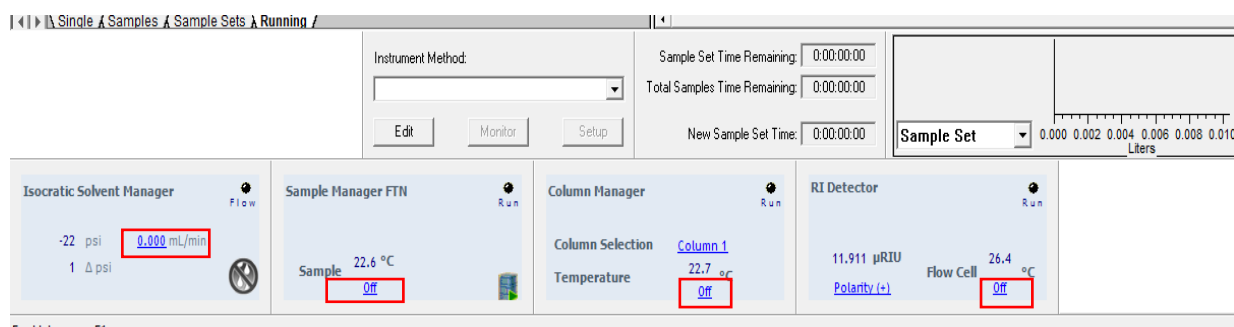 Single Samples Sample Sets Running
Instrument Method:
Edit Monitor Setup
Sample Set Time Remaining: 0:00:00:00
Total Samples Time Remaining: 0:00:00:00
New Sample Set Time: 0:00:00:00
Sample Set
0.000 0.002 0.004 0.006 0.008 0.010
Liters
Isocratic Solvent Manager
Flow
-22 psi 0.000 mL/min
1 Δ psi
Sample Manager FTN
Run
Sample 22.6 °C
Off
Column Manager
Run
Column Selection Column 1
Temperature 22.7 °C
Off
RI Detector
Run
11.911 µRIU
Polarity (+)
Flow Cell 26.4 °C
Off